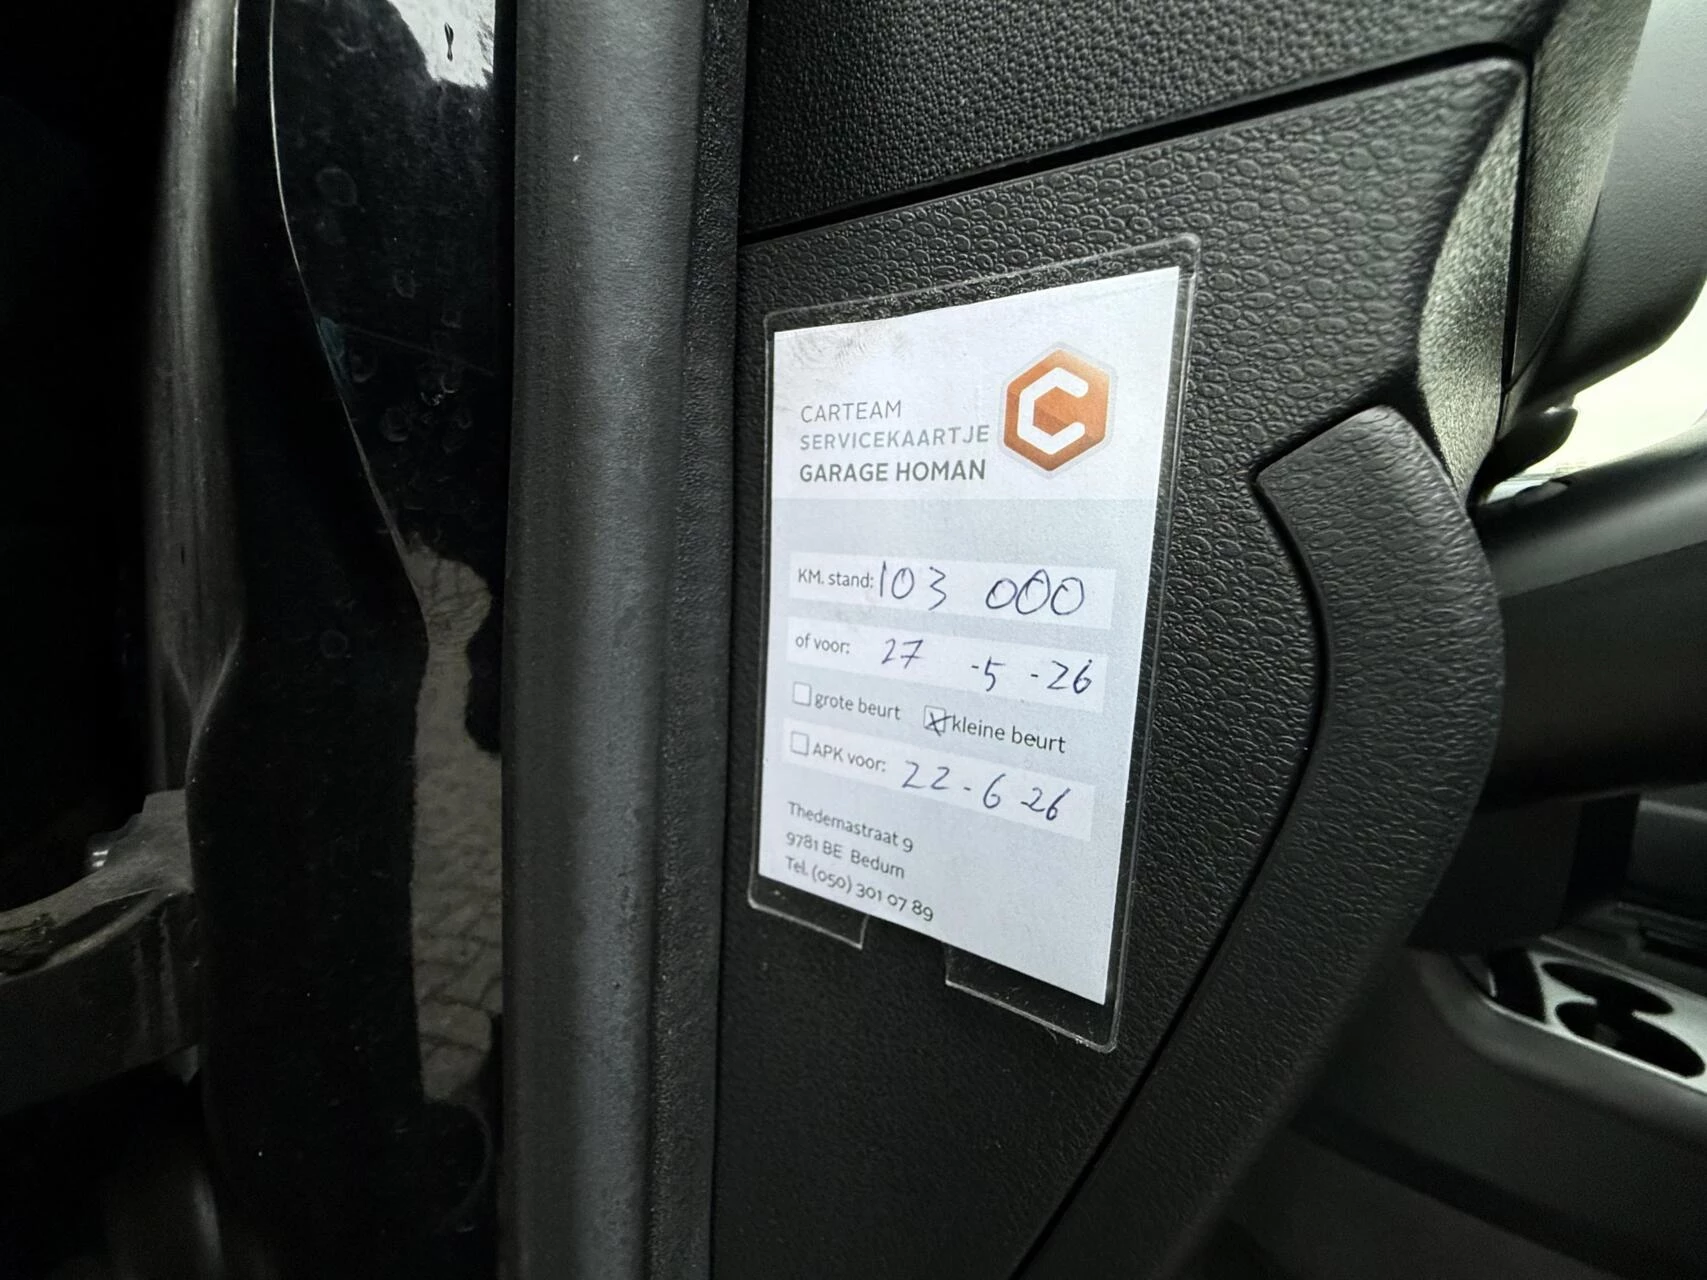 CARTEAM
SERVICEKAARTJE
GARAGE HOMAN
KM. stand: 103 000
of voor: 27 -5 -26
grote beurt kleine beurt
APK voor: 22-6-26
Thedemastraat 9
9781 BE Bedum
Tel. (050) 301 07 89